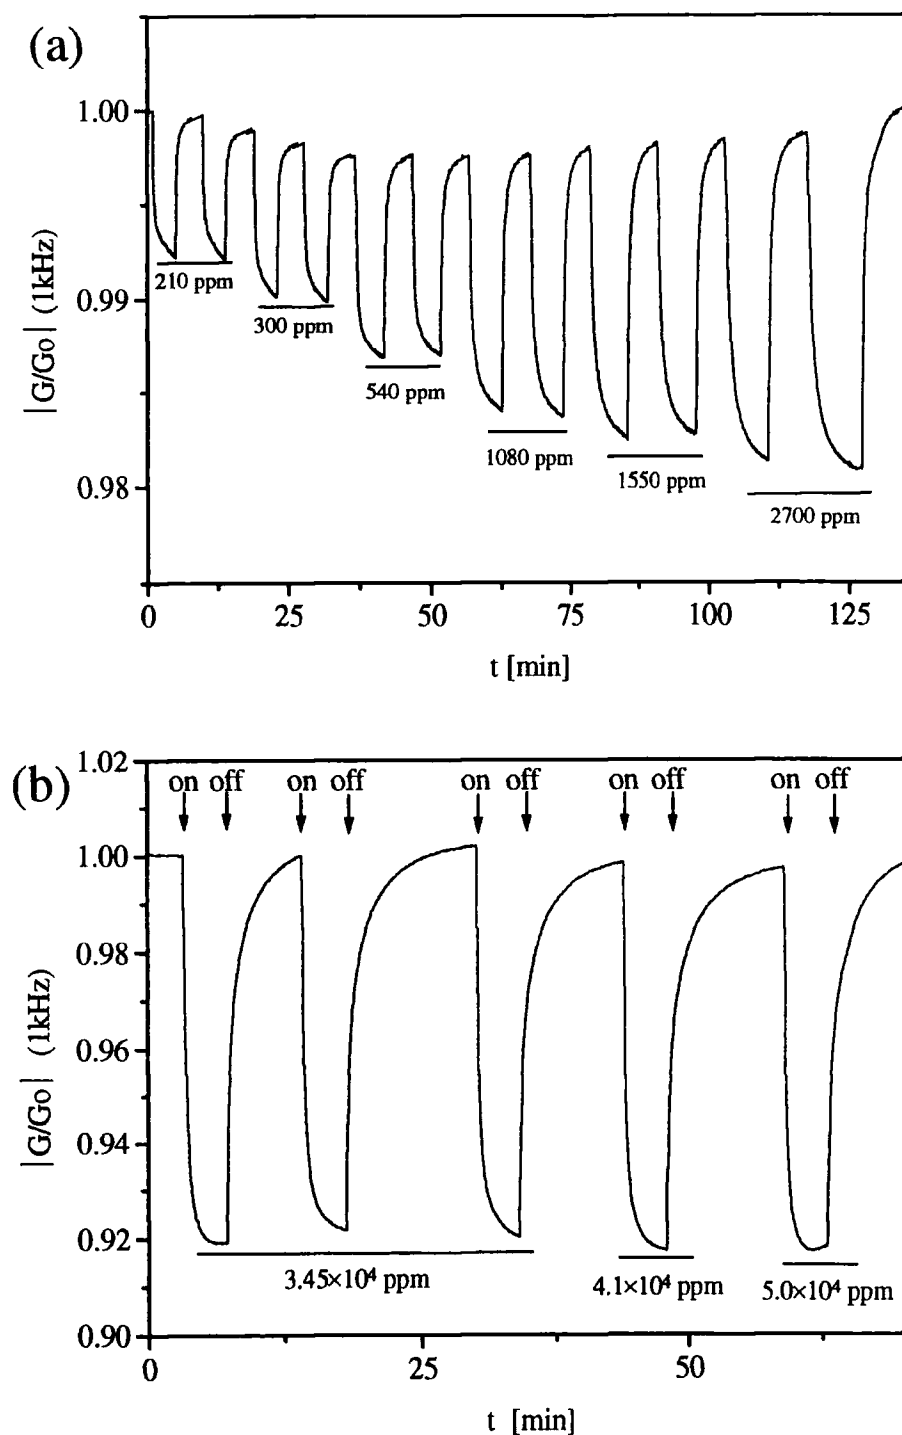 (a)
1.00
0.99
0.98
|G/Go| (1kHz)
210 ppm
300 ppm
540 ppm
1080 ppm
1550 ppm
2700 ppm
0
25
50
75
100
125
t [min]
(b)
1.02
1.00
0.98
0.96
0.94
0.92
0.90
|G/Go| (1kHz)
on off on off on off on off on off
3.45×10⁴ ppm
4.1×10⁴ ppm
5.0×10⁴ ppm
0
25
50
t [min]